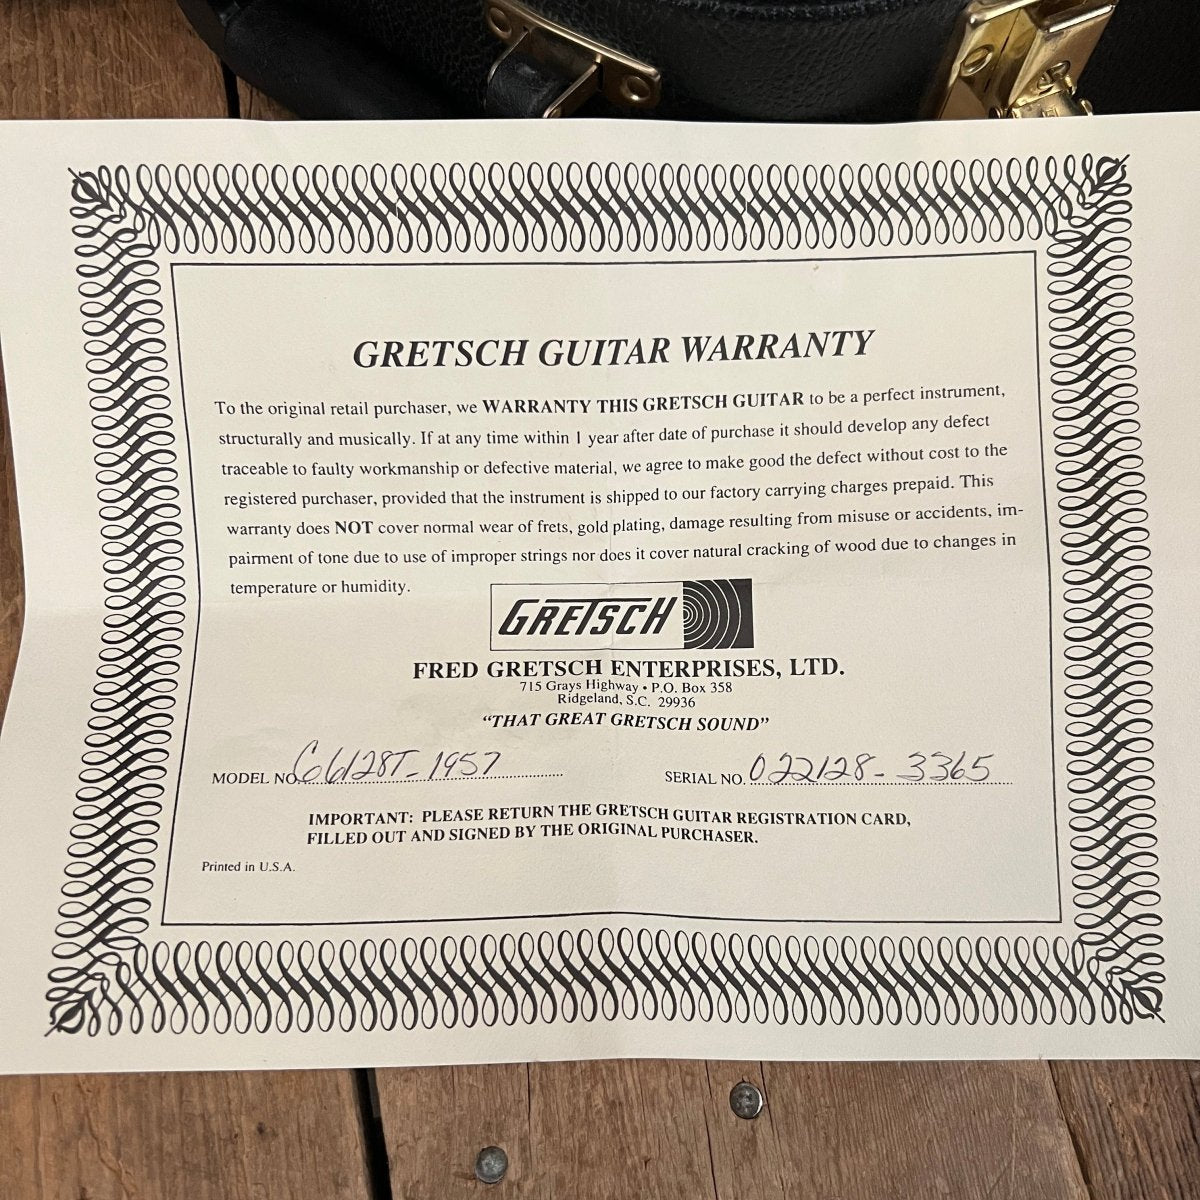 GRETSCH GUITAR WARRANTY
To the original retail purchaser, we WARRANTY THIS GRETSCH GUITAR to be a perfect instrument,
structurally and musically. If at any time within 1 year after date of purchase it should develop any defect
traceable to faulty workmanship or defective material, we agree to make good the defect without cost to the
registered purchaser, provided that the instrument is shipped to our factory carrying charges prepaid. This
warranty does NOT cover normal wear of frets, gold plating, damage resulting from misuse or accidents, im-
pairment of tone due to use of improper strings nor does it cover natural cracking of wood due to changes in
temperature or humidity.
GRETSCH
FRED GRETSCH ENTERPRISES, LTD.
715 Grays Highway • P.O. Box 358
Ridgeland, S.C. 29936
"THAT GREAT GRETSCH SOUND"
MODEL NO. G6128T-1957 SERIAL NO. 022128-3365
IMPORTANT: PLEASE RETURN THE GRETSCH GUITAR REGISTRATION CARD,
FILLED OUT AND SIGNED BY THE ORIGINAL PURCHASER.
Printed in U.S.A.